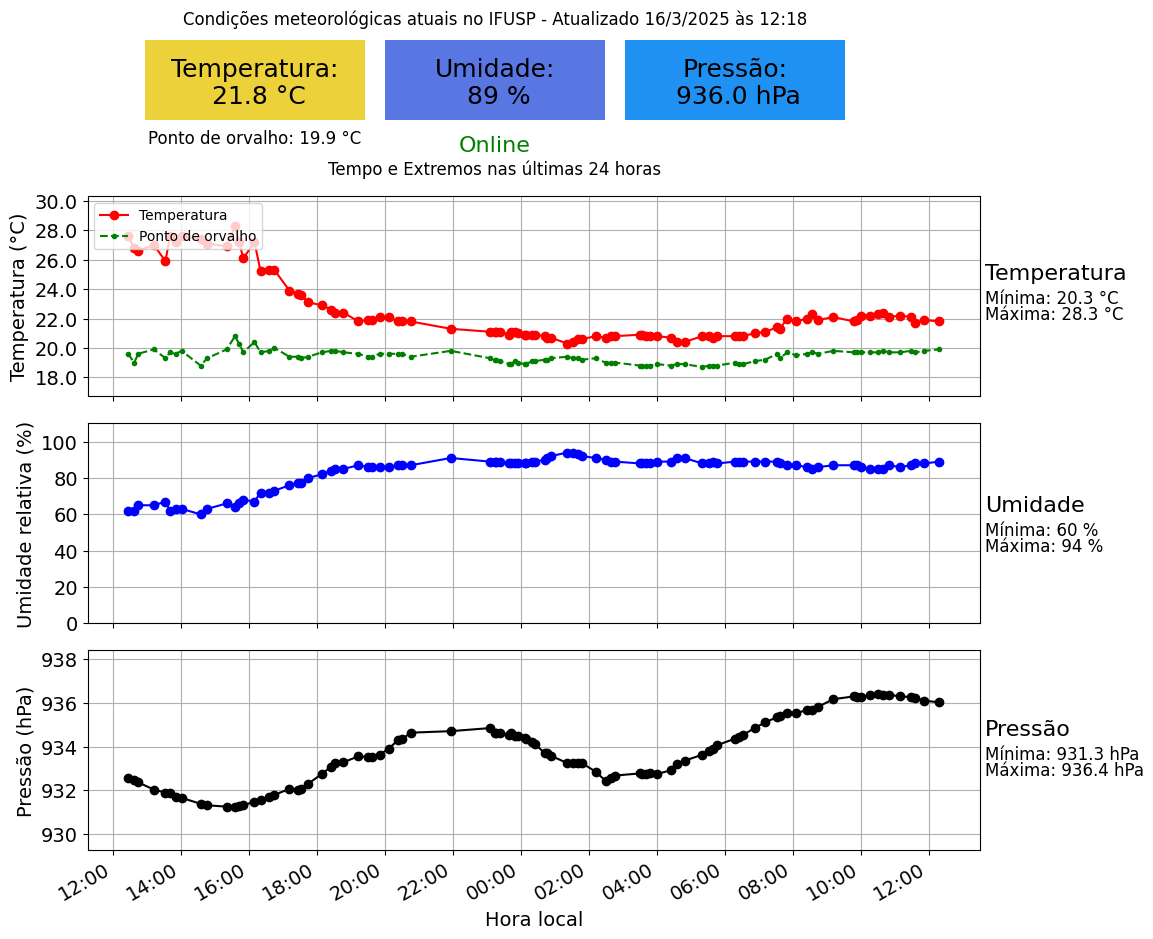 Condições meteorológicas atuais no IFUSP - Atualizado 16/3/2025 às 12:18
Temperatura:
21.8 °C
Umidade:
89 %
Pressão:
936.0 hPa
Ponto de orvalho: 19.9 °C
Online
Tempo e Extremos nas últimas 24 horas
Temperatura (°C)
30.0
28.0
26.0
24.0
22.0
20.0
18.0
Temperatura
Ponto de orvalho
Temperatura
Mínima: 20.3 °C
Máxima: 28.3 °C
Umidade relativa (%)
100
80
60
40
20
0
Umidade
Mínima: 60 %
Máxima: 94 %
Pressão (hPa)
938
936
934
932
930
Pressão
Mínima: 931.3 hPa
Máxima: 936.4 hPa
12:00
14:00
16:00
18:00
20:00
22:00
00:00
02:00
04:00
06:00
08:00
10:00
12:00
Hora local